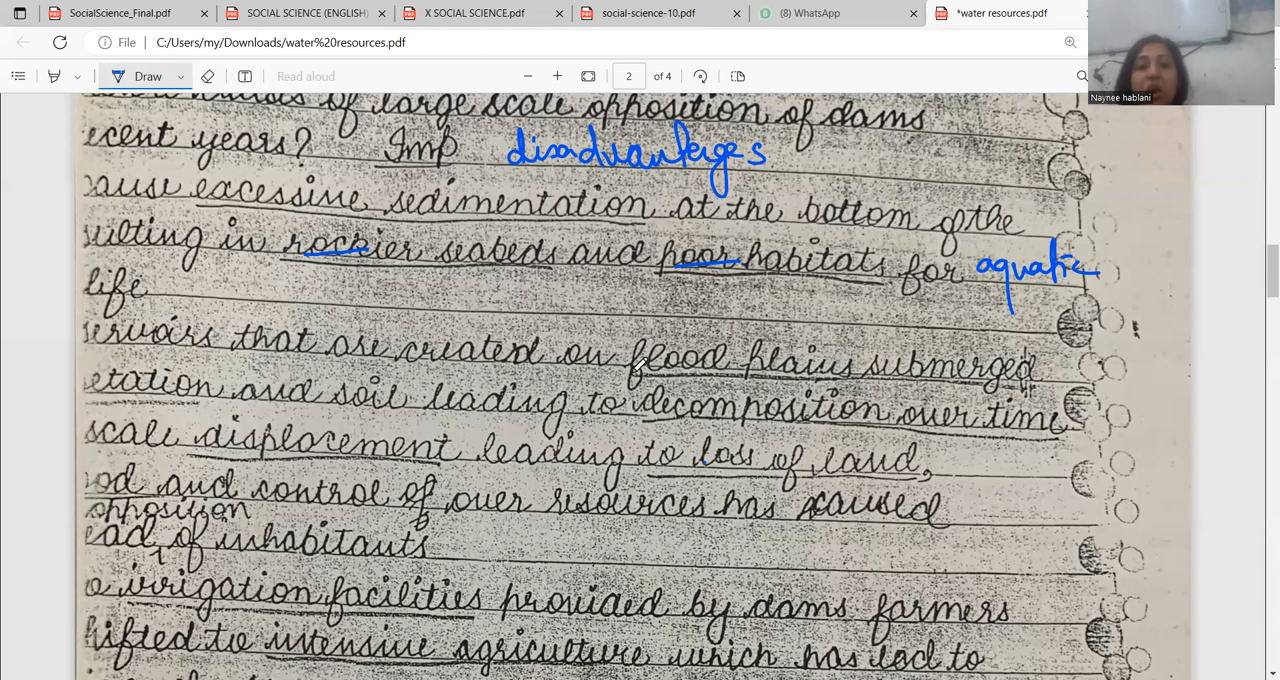 SocialScience_Final.pdf
SOCIAL SCIENCE (ENGLISH)
X SOCIAL SCIENCE.pdf
social-science-10.pdf
(8) WhatsApp
*water resources.pdf
File C:/Users/my/Downloads/water%20resources.pdf
Draw Read aloud 2 of 4
Naynee hablani
of large scale opposition of dams
ecent years? Imp disadvanteges
ause excessive sedimentation at the bottom of the
sulting in rockier seabeds and poor habitats for aquatic
life
servoirs that are created on flood plains submerged
etation and soil leading to decomposition over time
scale displacement leading to loss of land,
ood and control of over resources has caused
opposition
ead of inhabitants
o irrigation facilities provided by dams farmers
hifted to intensive agriculture which has led to